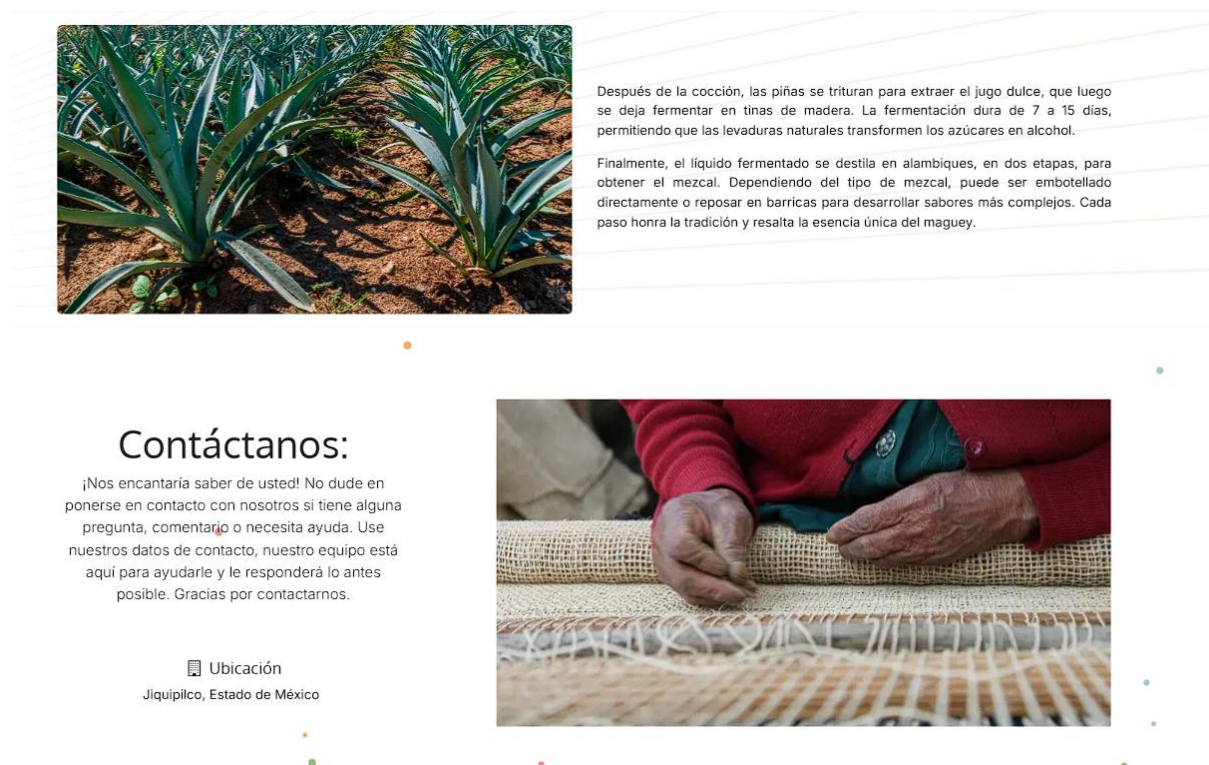 Después de la cocción, las piñas se trituran para extraer el jugo dulce, que luego
se deja fermentar en tinas de madera. La fermentación dura de 7 a 15 días,
permitiendo que las levaduras naturales transformen los azúcares en alcohol.
Finalmente, el líquido fermentado se destila en alambiques, en dos etapas, para
obtener el mezcal. Dependiendo del tipo de mezcal, puede ser embotellado
directamente o reposar en barricas para desarrollar sabores más complejos. Cada
paso honra la tradición y resalta la esencia única del maguey.
Contáctanos:
¡Nos encantaría saber de usted! No dude en
ponerse en contacto con nosotros si tiene alguna
pregunta, comentario o necesita ayuda. Use
nuestros datos de contacto, nuestro equipo está
aquí para ayudarle y le responderá lo antes
posible. Gracias por contactarnos.
Ubicación
Jiquipilco, Estado de México